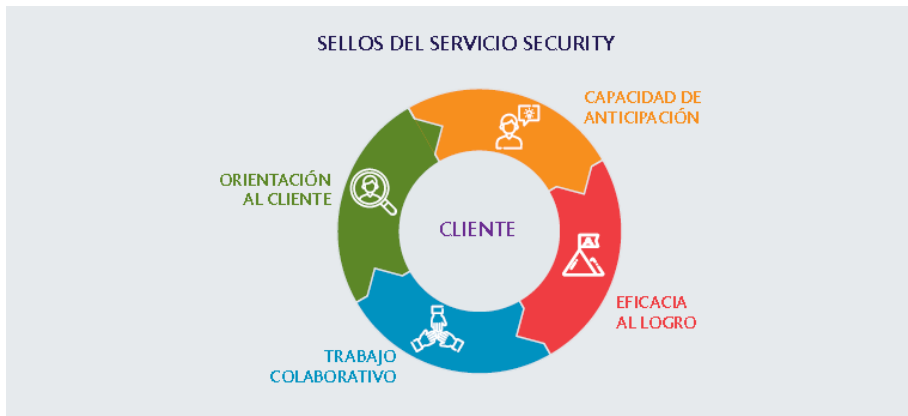 SELLOS DEL SERVICIO SECURITY
CAPACIDAD DE
ANTICIPACIÓN
ORIENTACIÓN
AL CLIENTE
CLIENTE
EFICACIA
AL LOGRO
TRABAJO
COLABORATIVO